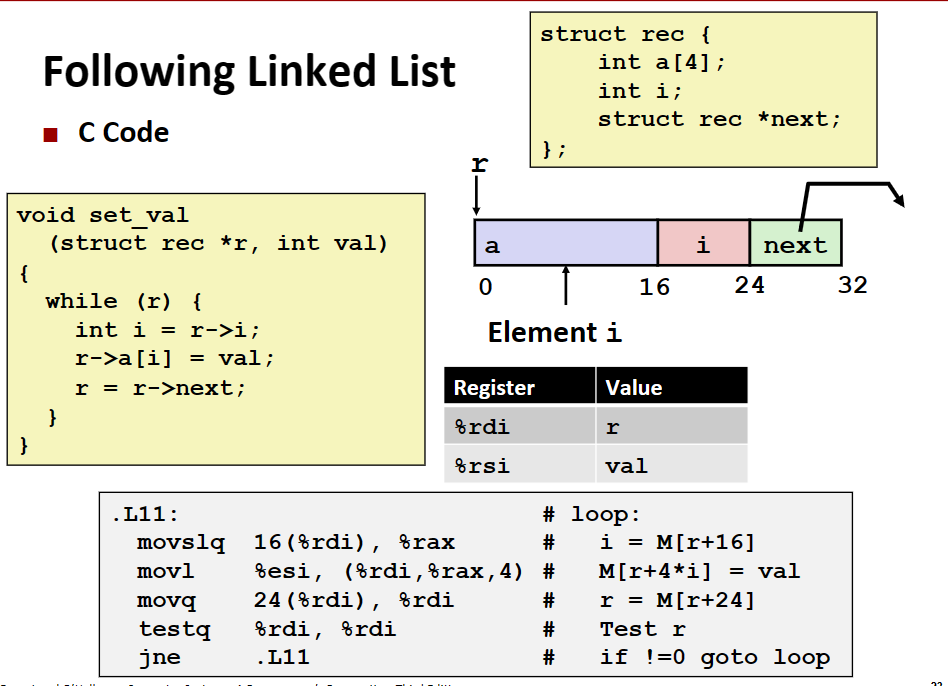 Following Linked List
■ C Code
struct rec {
    int a[4];
    int i;
    struct rec *next;
};
void set_val
  (struct rec *r, int val)
{
  while (r) {
    int i = r->i;
    r->a[i] = val;
    r = r->next;
  }
}
r
a i next
0 16 24 32
Element i
Register Value
%rdi r
%rsi val
.L11:                         # loop:
  movslq  16(%rdi), %rax      #   i = M[r+16]
  movl    %esi, (%rdi,%rax,4) #   M[r+4*i] = val
  movq    24(%rdi), %rdi      #   r = M[r+24]
  testq   %rdi, %rdi          #   Test r
  jne     .L11                #   if !=0 goto loop